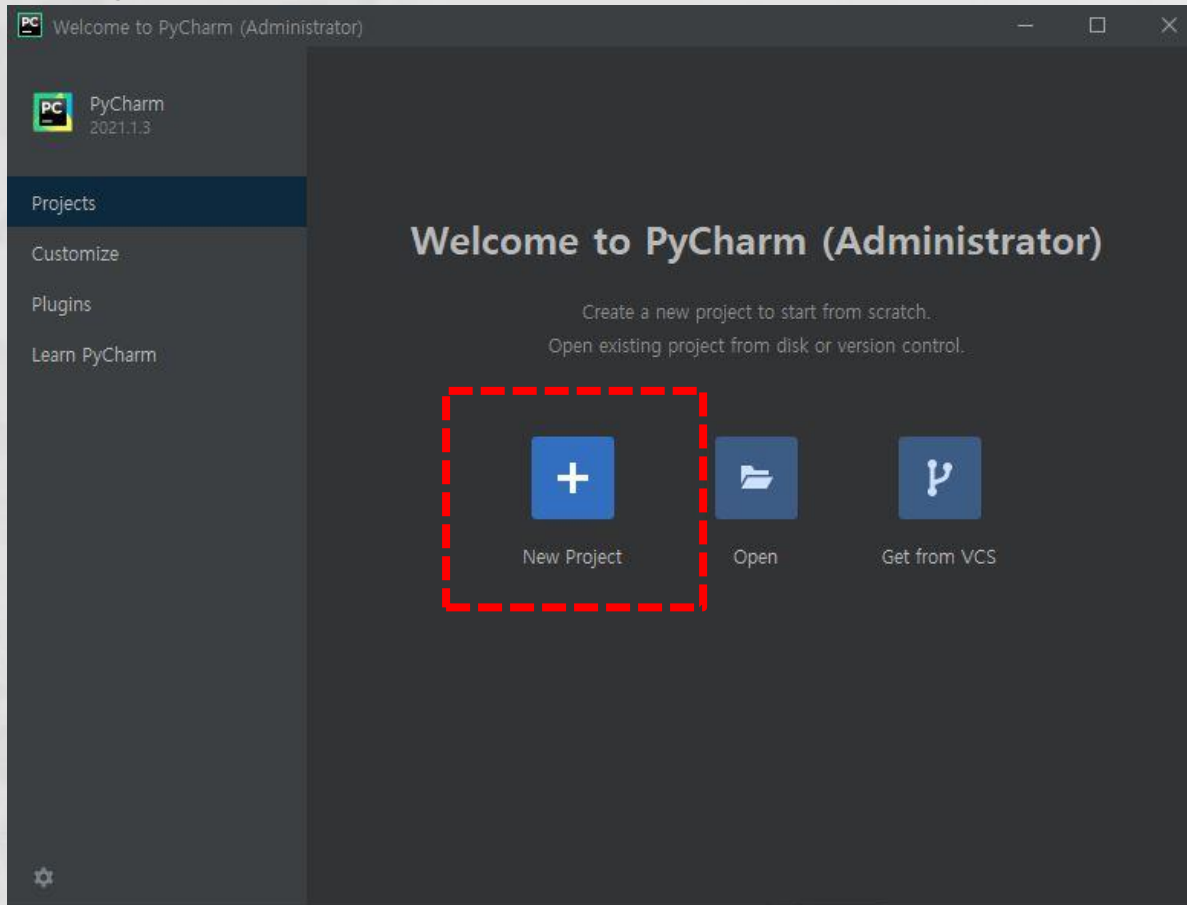 Welcome to PyCharm (Administrator)
PyCharm
2021.1.3
Projects
Customize
Plugins
Learn PyCharm
Welcome to PyCharm (Administrator)
Create a new project to start from scratch.
Open existing project from disk or version control.
New Project
Open
Get from VCS